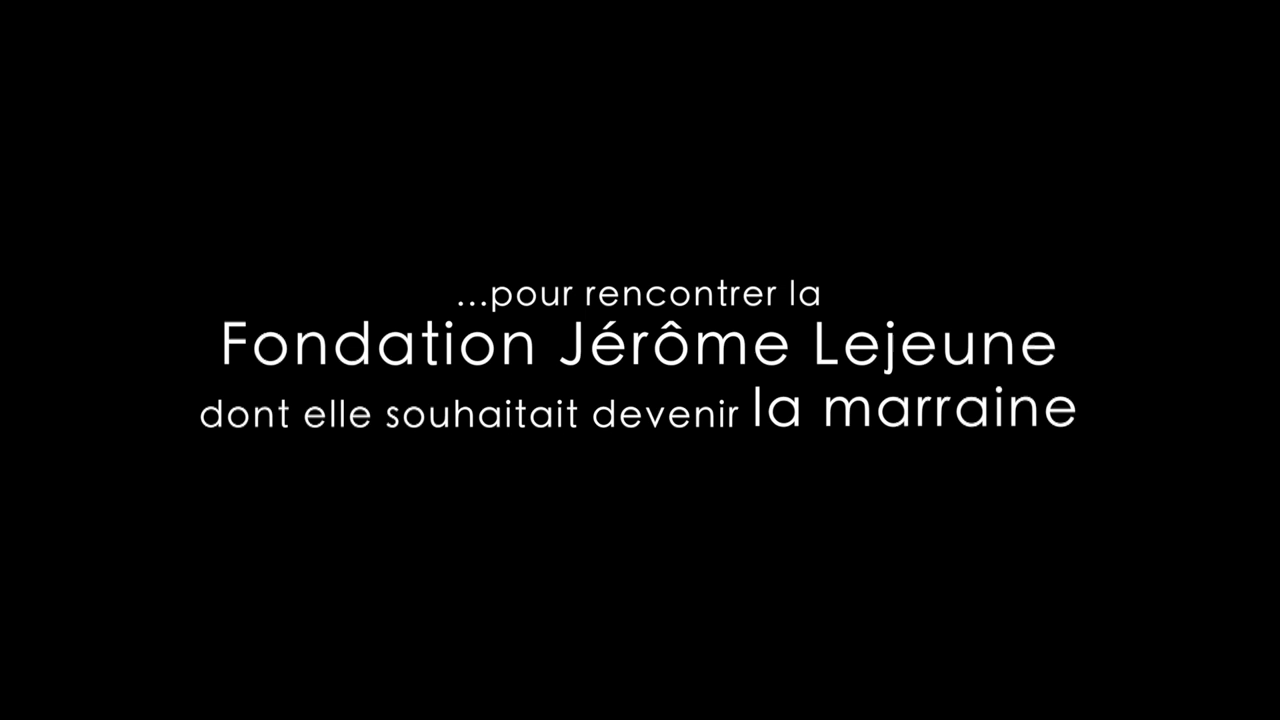 ...pour rencontrer la
Fondation Jérôme Lejeune
dont elle souhaitait devenir la marraine